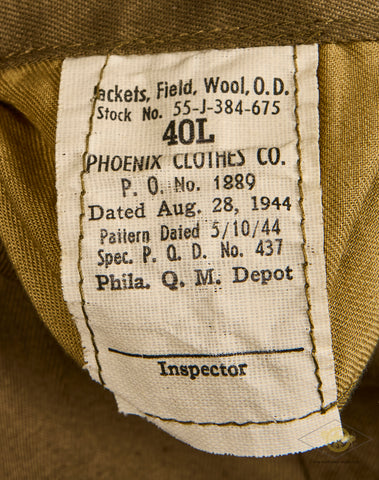 Jackets, Field, Wool, O.D.
Stock No. 55-J-384-675
40L
PHOENIX CLOTHES CO.
P. O. No. 1889
Dated Aug. 28, 1944
Pattern Dated 5/10/44
Spec. P. Q. D. No. 437
Phila. Q. M. Depot
Inspector